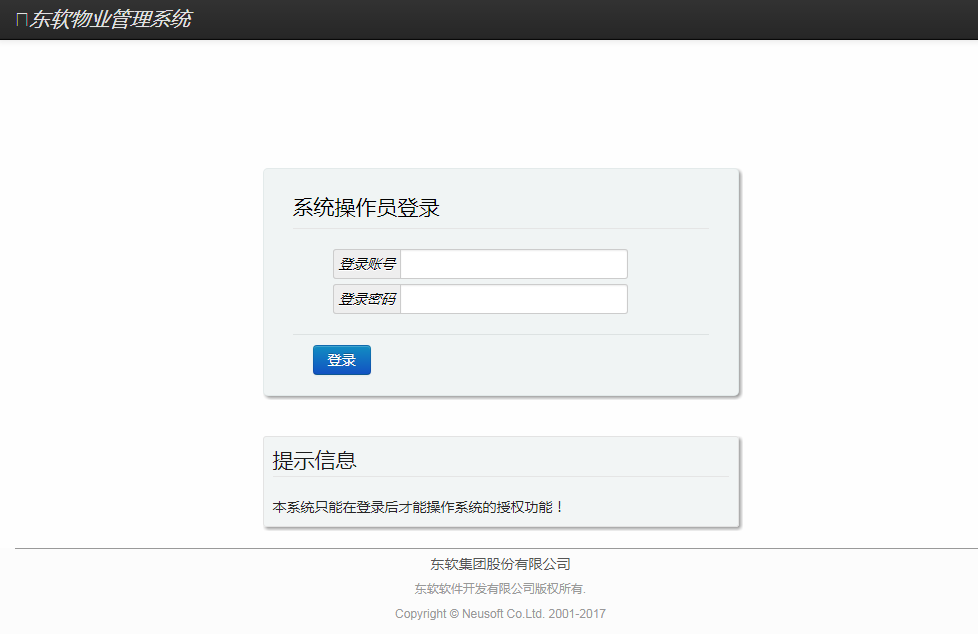 东软物业管理系统
系统操作员登录
登录账号
登录密码
登录
提示信息
本系统只能在登录后才能操作系统的授权功能！
东软集团股份有限公司
东软软件开发有限公司版权所有.
Copyright © Neusoft Co.Ltd. 2001-2017